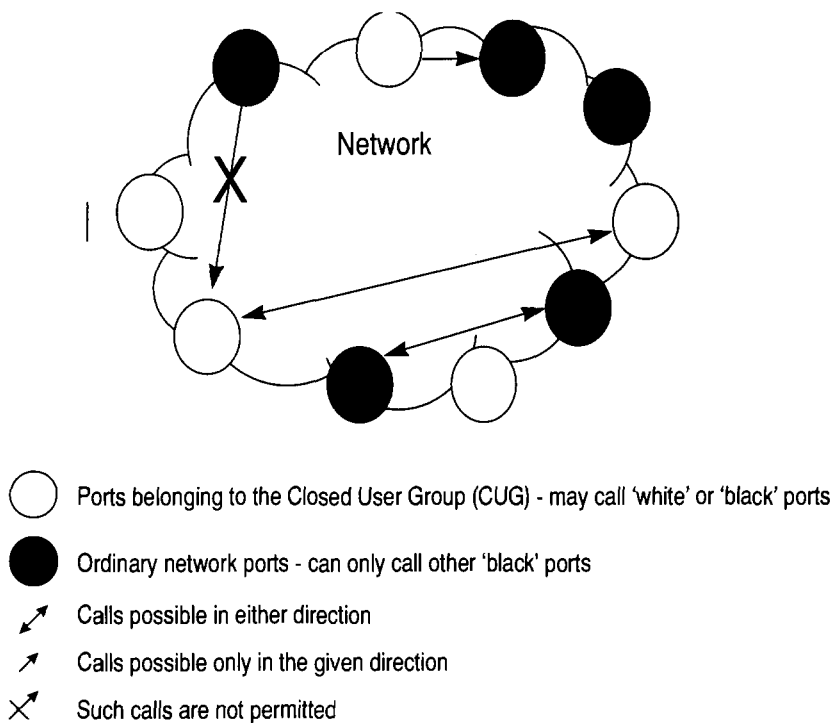 Network
X
Ports belonging to the Closed User Group (CUG) - may call 'white' or 'black' ports
Ordinary network ports - can only call other 'black' ports
Calls possible in either direction
Calls possible only in the given direction
Such calls are not permitted